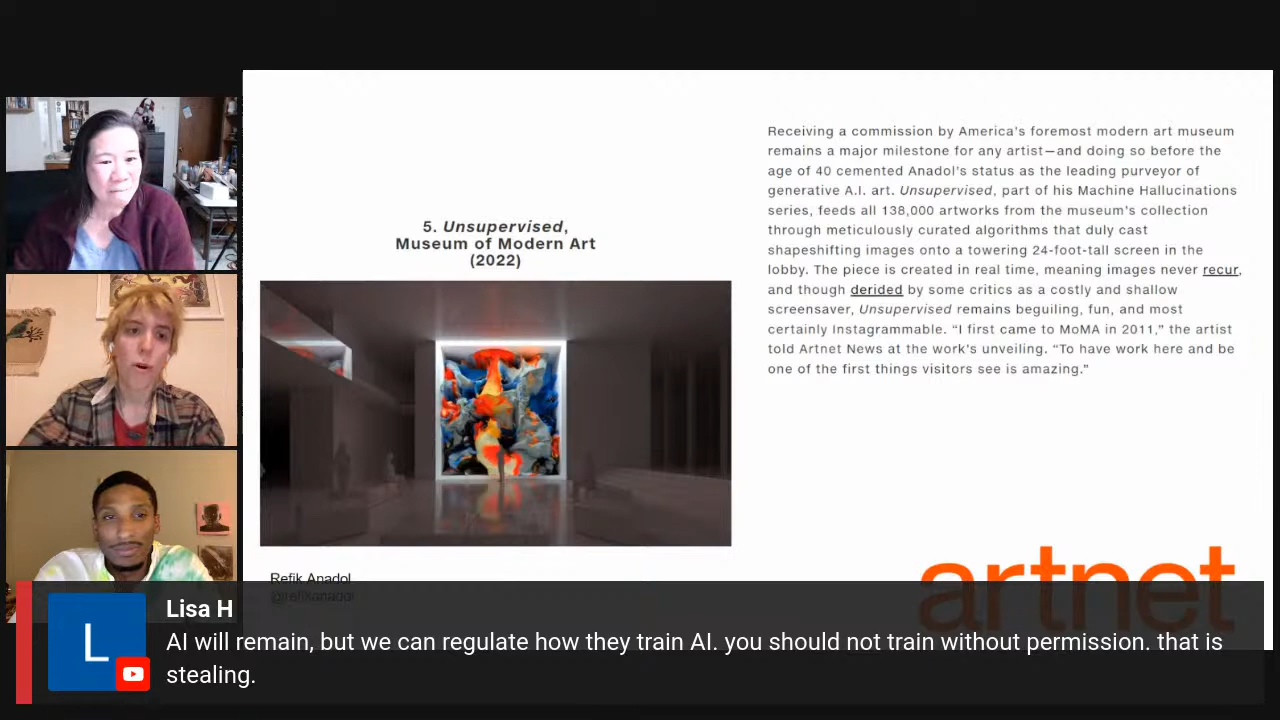 5. Unsupervised,
Museum of Modern Art
(2022)
Receiving a commission by America's foremost modern art museum
remains a major milestone for any artist—and doing so before the
age of 40 cemented Anadol's status as the leading purveyor of
generative A.I. art. Unsupervised, part of his Machine Hallucinations
series, feeds all 138,000 artworks from the museum's collection
through meticulously curated algorithms that duly cast
shapeshifting images onto a towering 24-foot-tall screen in the
lobby. The piece is created in real time, meaning images never recur,
and though derided by some critics as a costly and shallow
screensaver, Unsupervised remains beguiling, fun, and most
certainly Instagrammable. “I first came to MoMA in 2011,” the artist
told Artnet News at the work's unveiling. “To have work here and be
one of the first things visitors see is amazing.”
Refik Anadol
@refikanadol
artnet
L
Lisa H
AI will remain, but we can regulate how they train AI. you should not train without permission. that is
stealing.